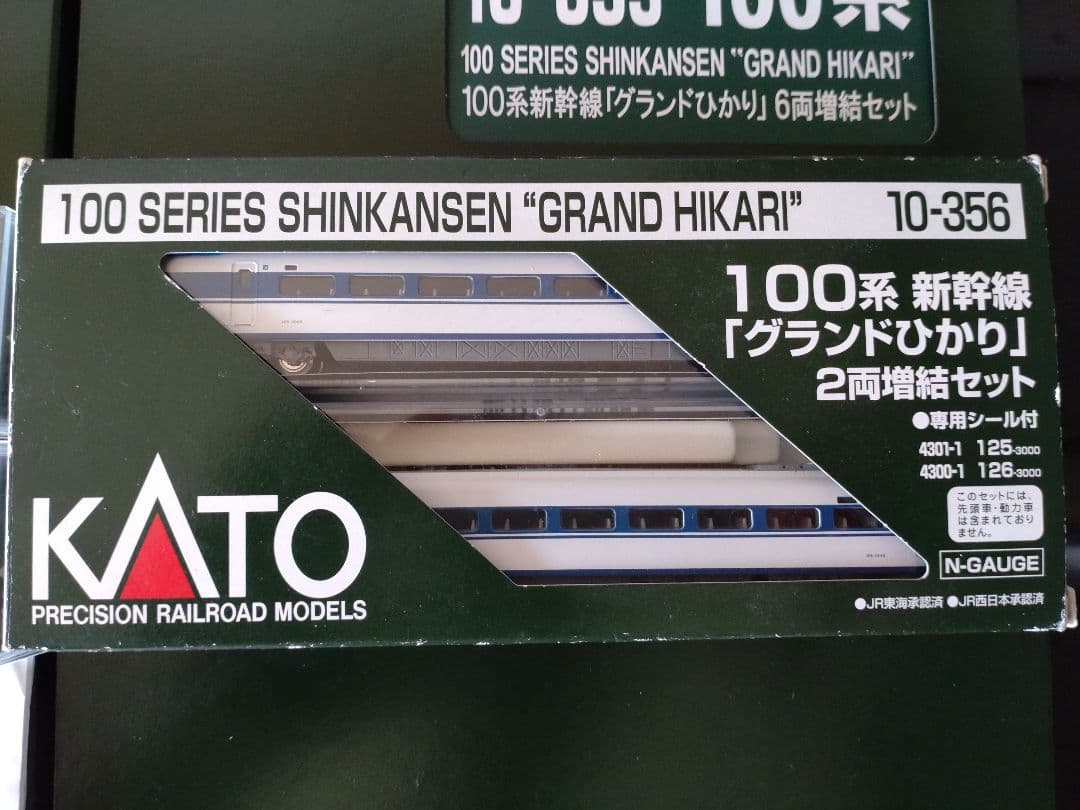 100系
100 SERIES SHINKANSEN "GRAND HIKARI"
100系新幹線「グランドひかり」6両増結セット
100 SERIES SHINKANSEN "GRAND HIKARI" 10-356
100系 新幹線
「グランドひかり」
2両増結セット
●専用シール付
4301-1 125-3000
4300-1 126-3000
このセットには、
先頭車・動力車
は含まれており
ません。
N-GAUGE
KATO
PRECISION RAILROAD MODELS
●JR東海承認済 ●JR西日本承認済